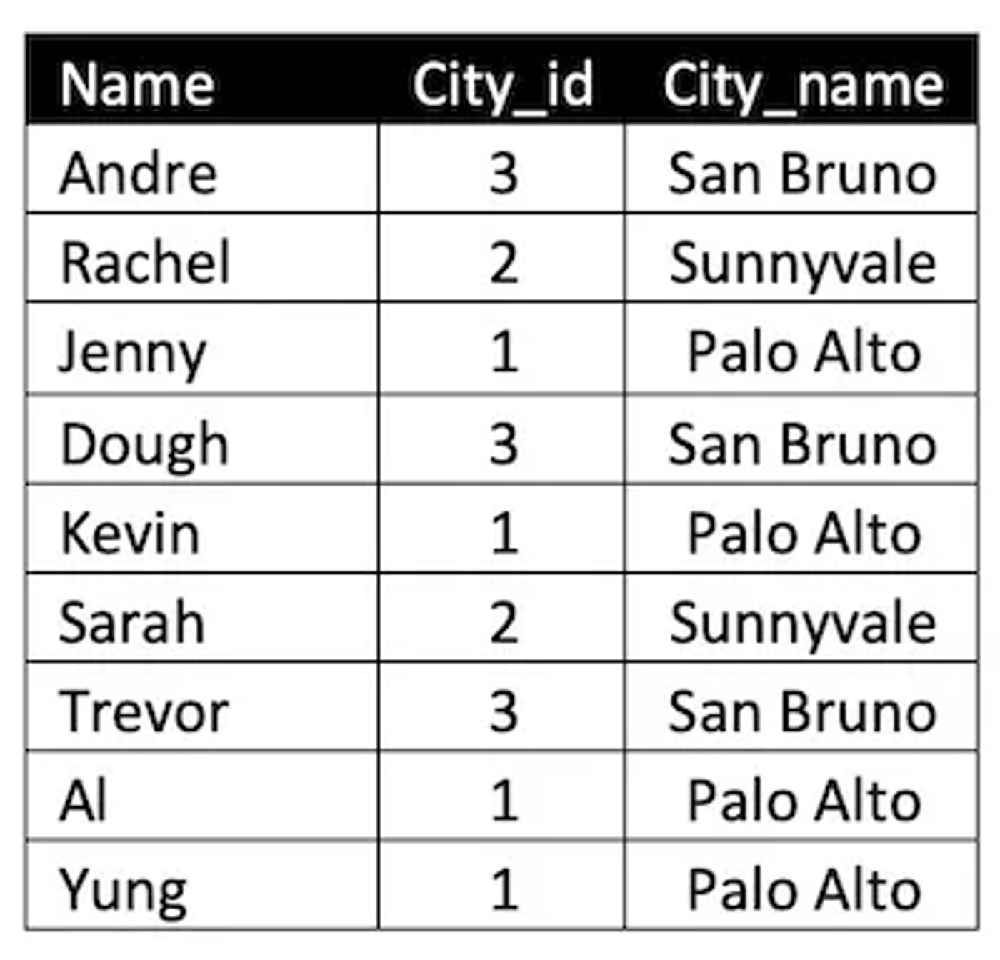 Name City_id City_name
Andre 3 San Bruno
Rachel 2 Sunnyvale
Jenny 1 Palo Alto
Dough 3 San Bruno
Kevin 1 Palo Alto
Sarah 2 Sunnyvale
Trevor 3 San Bruno
Al 1 Palo Alto
Yung 1 Palo Alto